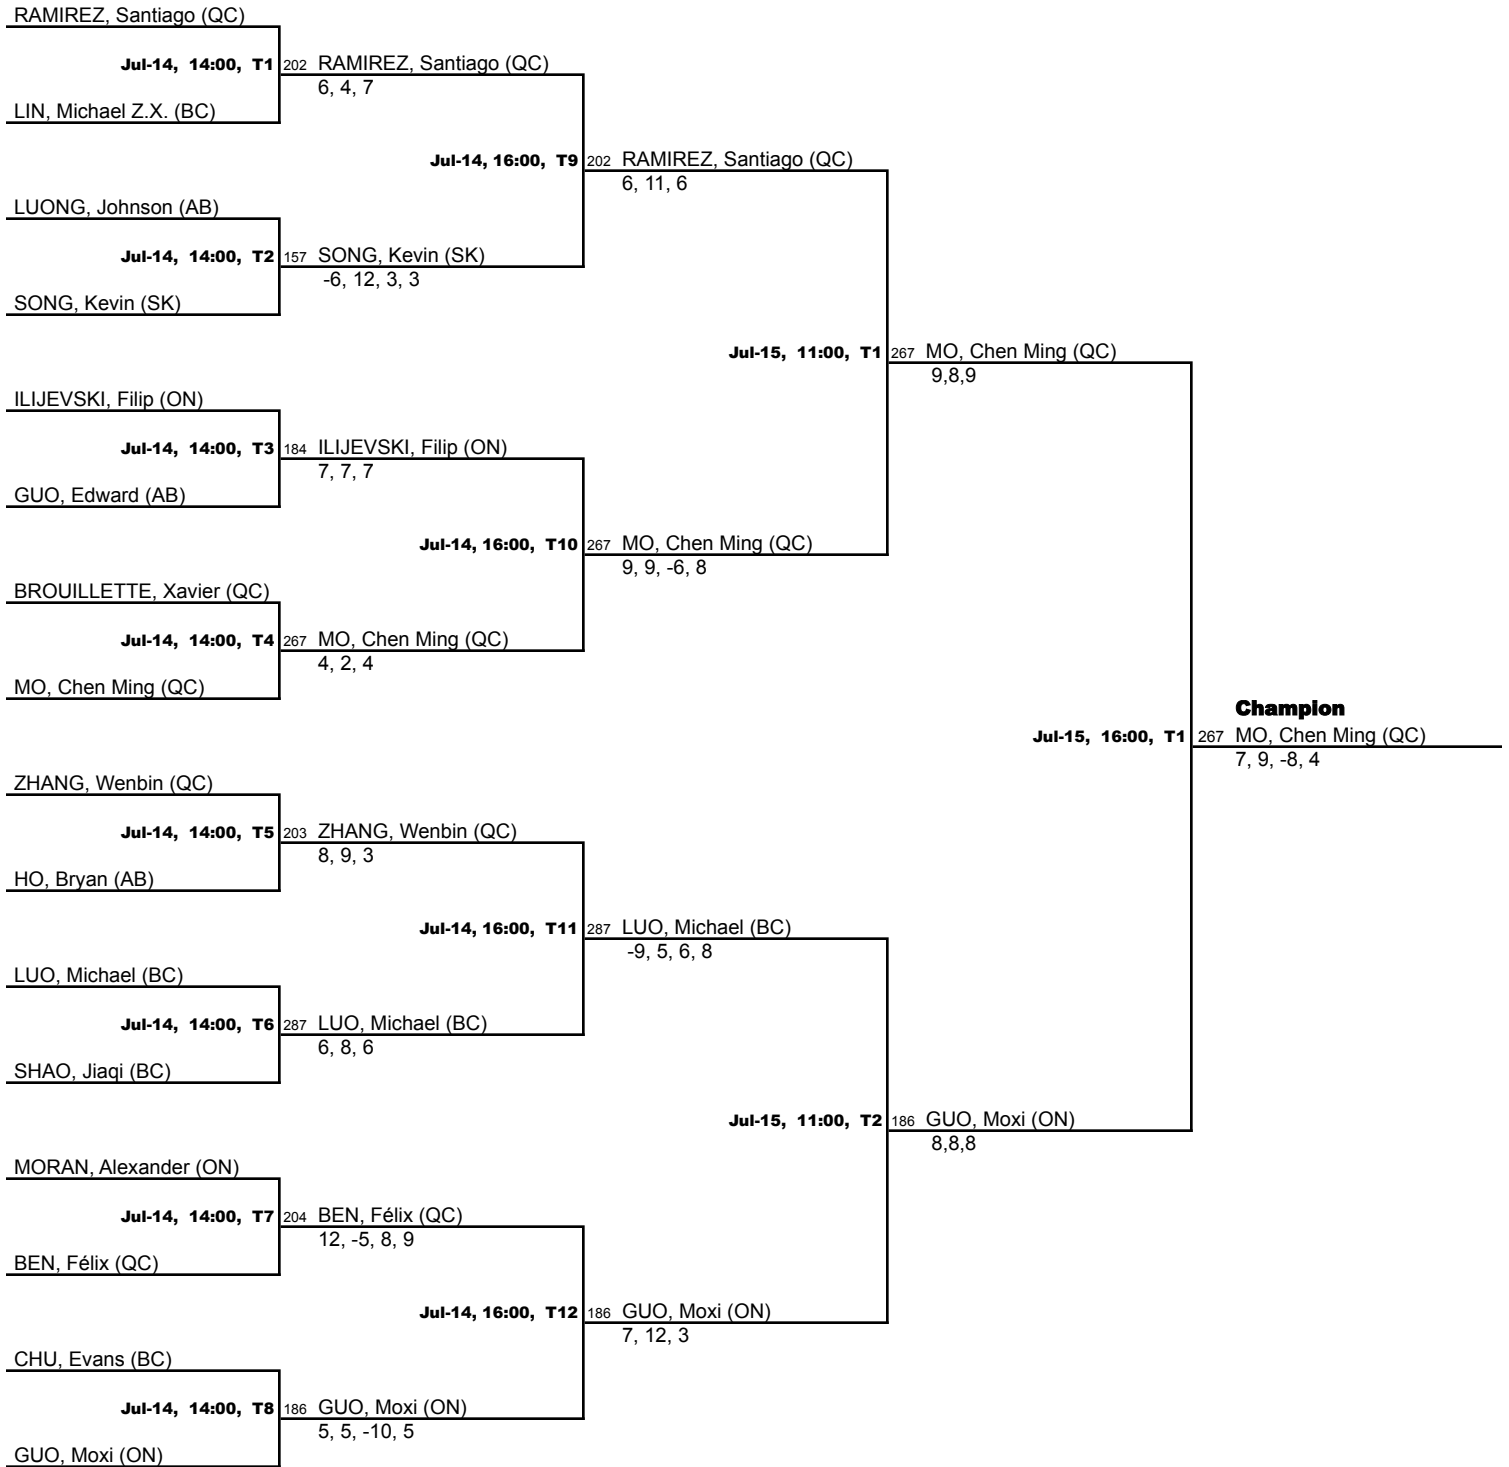 RAMIREZ, Santiago (QC)
Jul-14, 14:00, T1 202 RAMIREZ, Santiago (QC)
6, 4, 7
LIN, Michael Z.X. (BC)
Jul-14, 16:00, T9 202 RAMIREZ, Santiago (QC)
6, 11, 6
LUONG, Johnson (AB)
Jul-14, 14:00, T2 157 SONG, Kevin (SK)
-6, 12, 3, 3
SONG, Kevin (SK)
Jul-15, 11:00, T1 267 MO, Chen Ming (QC)
9,8,9
ILIJEVSKI, Filip (ON)
Jul-14, 14:00, T3 184 ILIJEVSKI, Filip (ON)
7, 7, 7
GUO, Edward (AB)
Jul-14, 16:00, T10 267 MO, Chen Ming (QC)
9, 9, -6, 8
BROUILLETTE, Xavier (QC)
Jul-14, 14:00, T4 267 MO, Chen Ming (QC)
4, 2, 4
MO, Chen Ming (QC)
Champion
Jul-15, 16:00, T1 267 MO, Chen Ming (QC)
7, 9, -8, 4
ZHANG, Wenbin (QC)
Jul-14, 14:00, T5 203 ZHANG, Wenbin (QC)
8, 9, 3
HO, Bryan (AB)
Jul-14, 16:00, T11 287 LUO, Michael (BC)
-9, 5, 6, 8
LUO, Michael (BC)
Jul-14, 14:00, T6 287 LUO, Michael (BC)
6, 8, 6
SHAO, Jiaqi (BC)
Jul-15, 11:00, T2 186 GUO, Moxi (ON)
8,8,8
MORAN, Alexander (ON)
Jul-14, 14:00, T7 204 BEN, Félix (QC)
12, -5, 8, 9
BEN, Félix (QC)
Jul-14, 16:00, T12 186 GUO, Moxi (ON)
7, 12, 3
CHU, Evans (BC)
Jul-14, 14:00, T8 186 GUO, Moxi (ON)
5, 5, -10, 5
GUO, Moxi (ON)